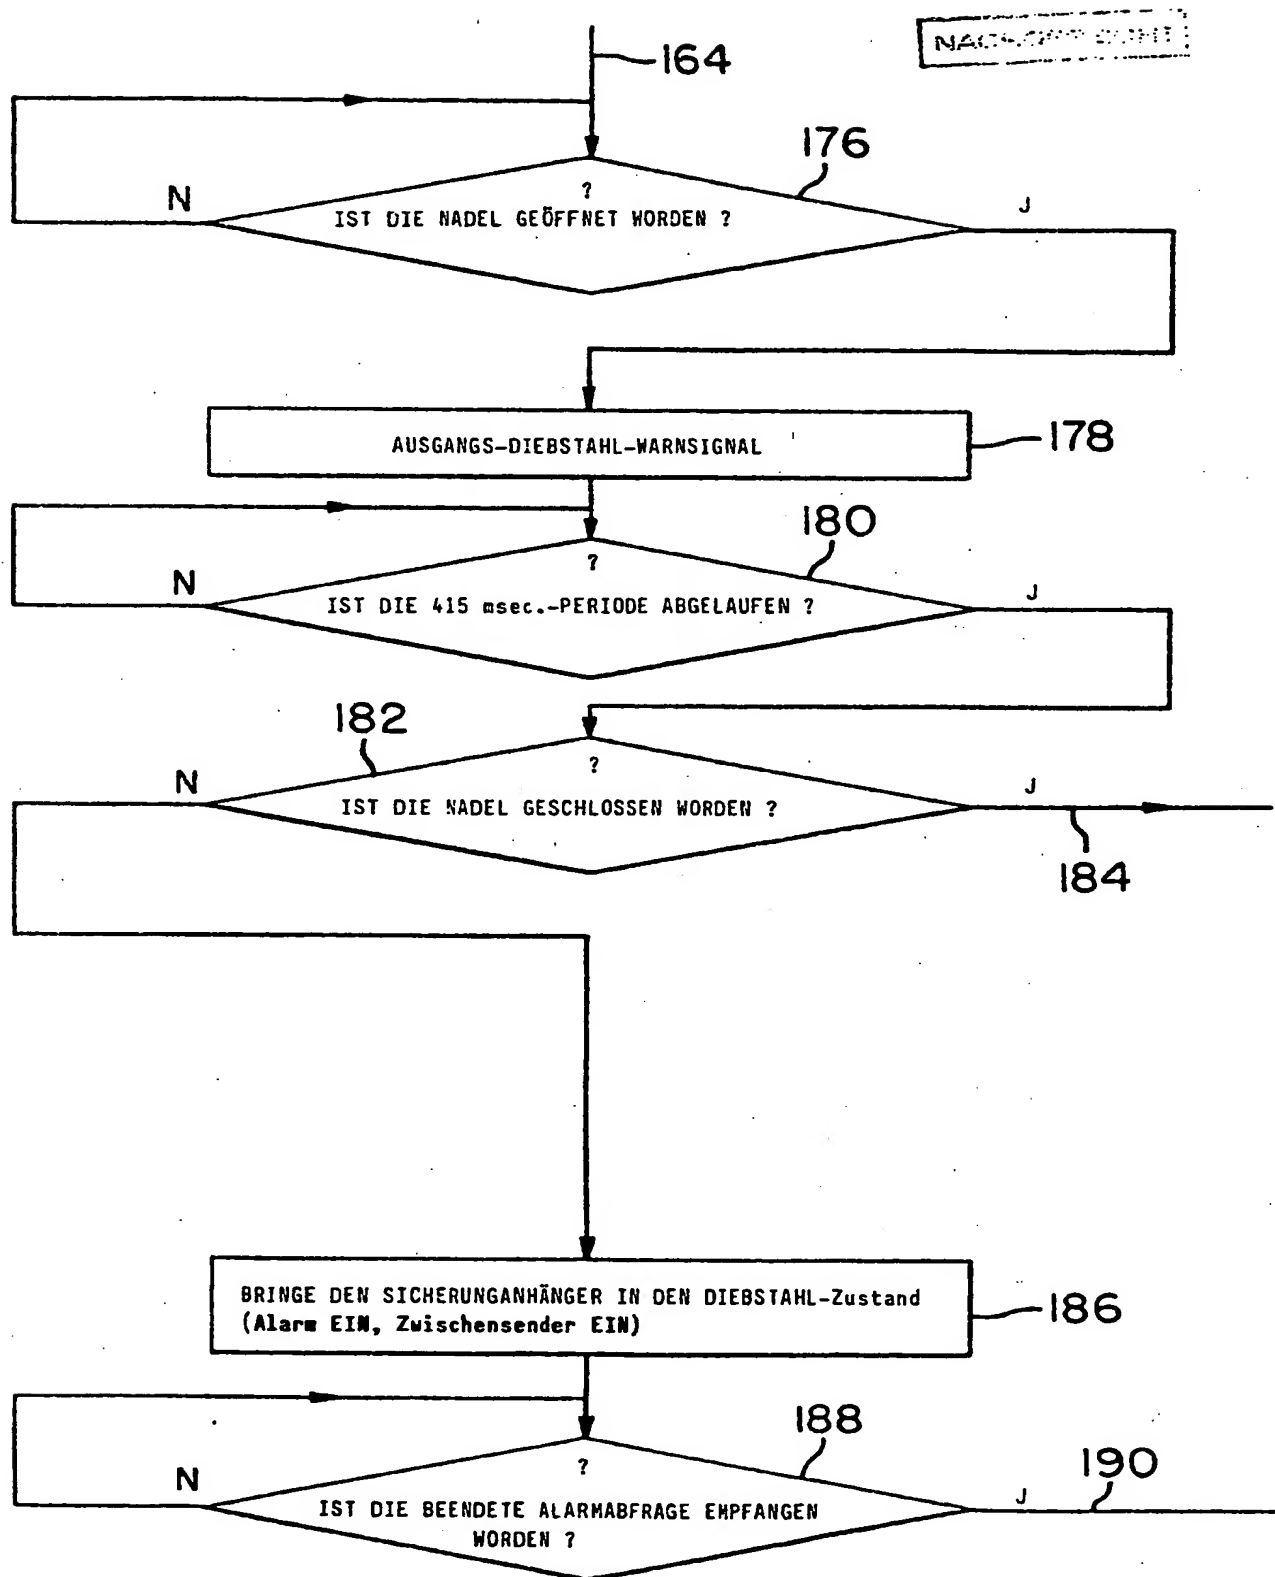 164
176
N
?
J
IST DIE NADEL GEÖFFNET WORDEN ?
AUSGANGS-DIEBSTAHL-WARNSIGNAL
178
180
N
?
J
IST DIE 415 msec.-PERIODE ABGELAUFEN ?
182
N
?
J
IST DIE NADEL GESCHLOSSEN WORDEN ?
184
BRINGE DEN SICHERUNGANHÄNGER IN DEN DIEBSTAHL-Zustand
(Alarm EIN, Zwischensender EIN)
186
188
190
N
?
J
IST DIE BEENDETE ALARMABFRAGE EMPFANGEN
WORDEN ?